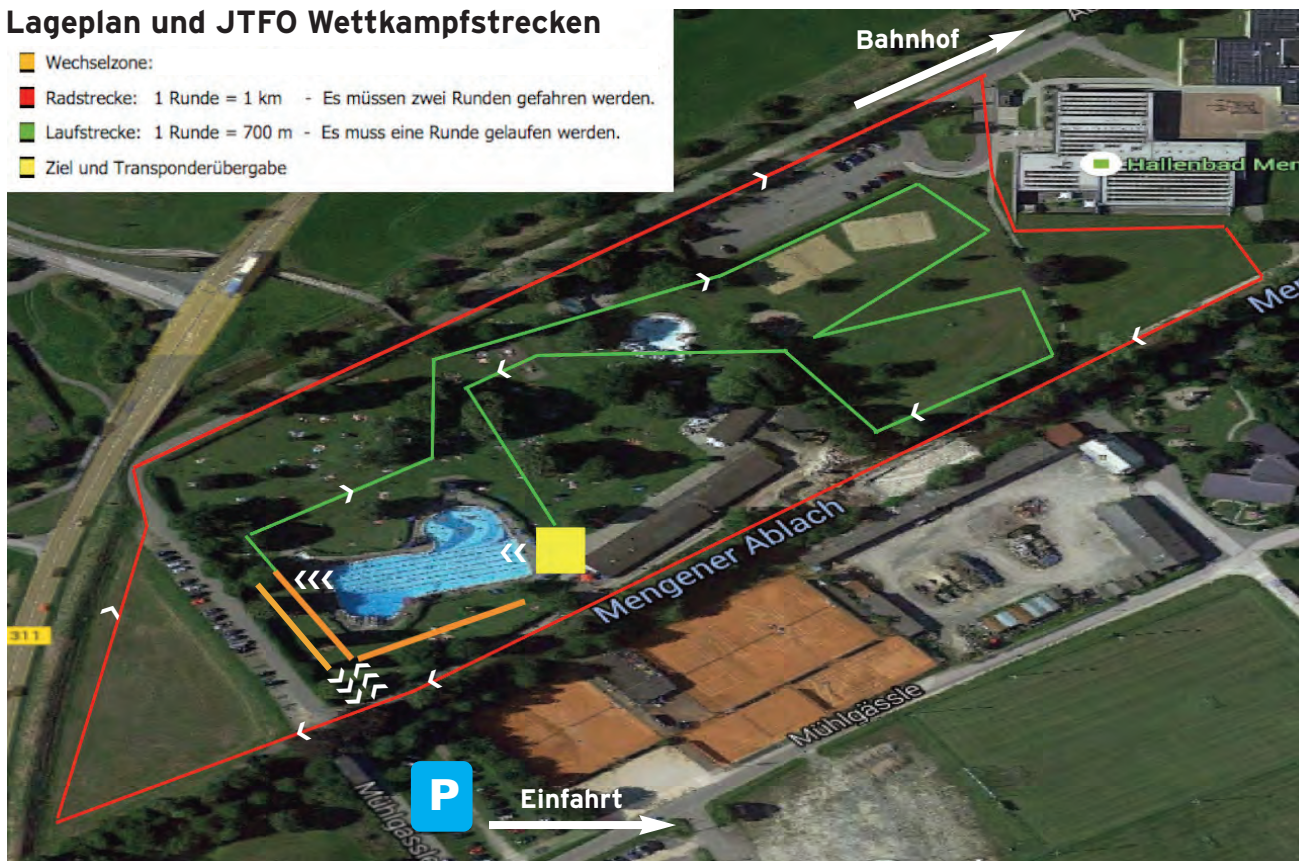 Lageplan und JTFO Wettkampfstrecken
Wechselzone:
Radstrecke: 1 Runde = 1 km - Es müssen zwei Runden gefahren werden.
Laufstrecke: 1 Runde = 700 m - Es muss eine Runde gelaufen werden.
Ziel und Transponderübergabe
Bahnhof
Hallenbad Men
Mengener Ablach
311
Mühlgässle
Mühlgässle
P
Einfahrt